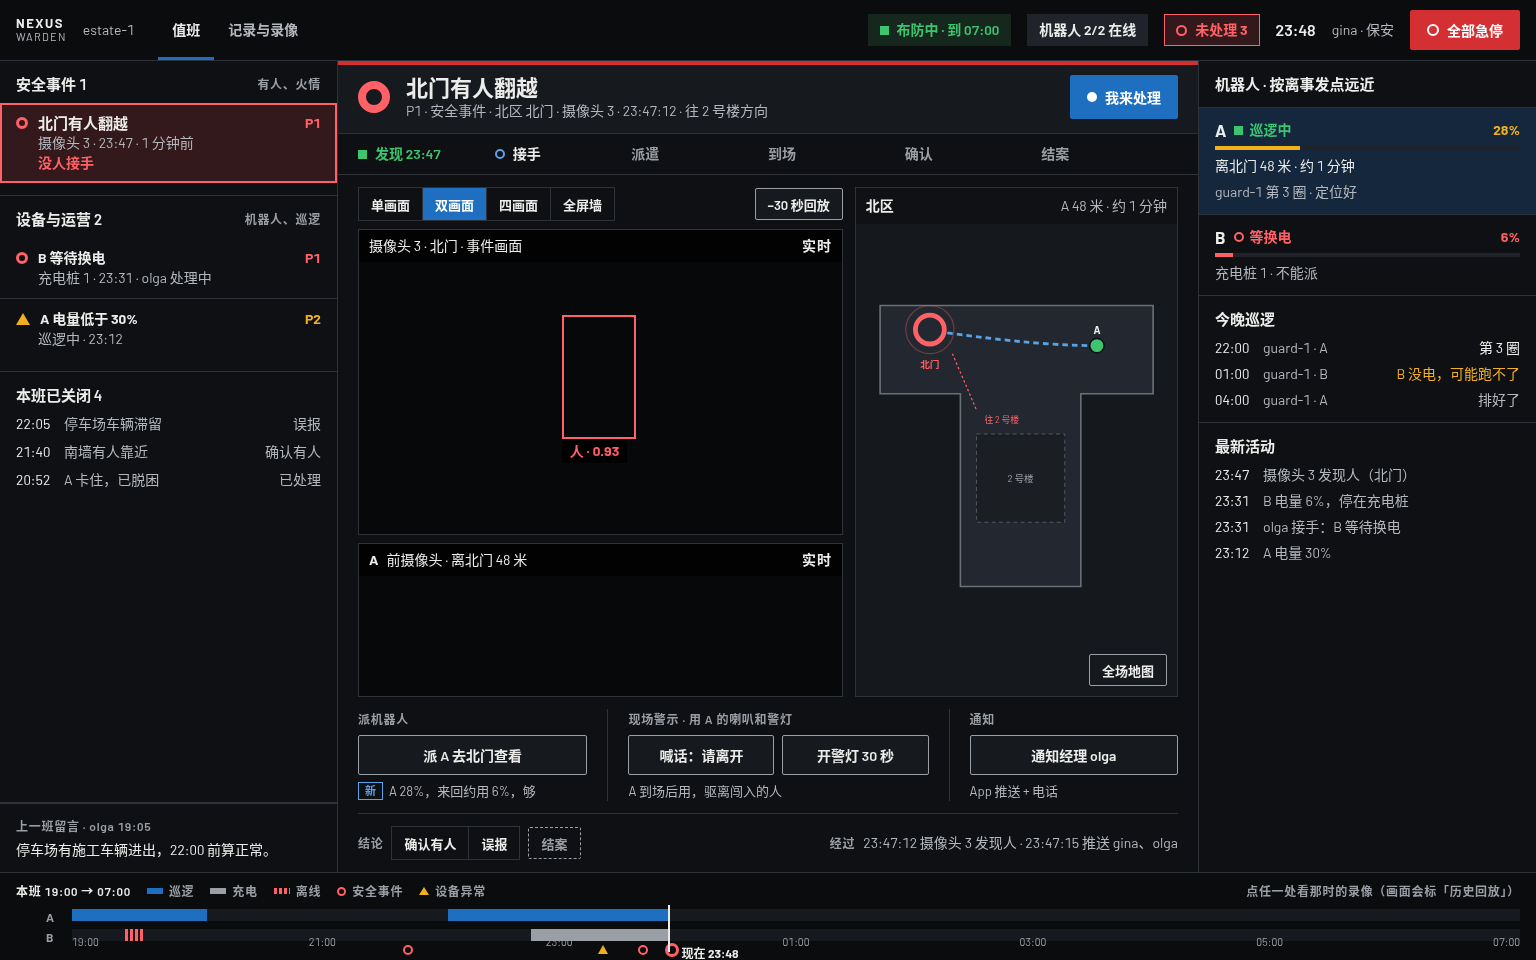 NEXUS
WARDEN
estate-1
值班
记录与录像
布防中 · 到 07:00
机器人 2/2 在线
未处理 3
23:48
gina · 保安
全部急停
安全事件 1
有人、火情
北门有人翻越
P1
摄像头 3 · 23:47 · 1 分钟前
没人接手
设备与运营 2
机器人、巡逻
B 等待换电
P1
充电桩 1 · 23:31 · olga 处理中
A 电量低于 30%
P2
巡逻中 · 23:12
本班已关闭 4
22:05 停车场车辆滞留 误报
21:40 南墙有人靠近 确认有人
20:52 A 卡住，已脱困 已处理
上一班留言 · olga 19:05
停车场有施工车辆进出，22:00 前算正常。
北门有人翻越
P1 · 安全事件 · 北区 北门 · 摄像头 3 · 23:47:12 · 往 2 号楼方向
我来处理
发现 23:47
接手
派遣
到场
确认
结案
单画面
双画面
四画面
全屏墙
-30 秒回放
摄像头 3 · 北门 · 事件画面
实时
人 · 0.93
A 前摄像头 · 离北门 48 米
实时
北区
A 48 米 · 约 1 分钟
A
北门
往 2 号楼
2 号楼
全场地图
派机器人
派 A 去北门查看
新 A 28%，来回约用 6%，够
现场警示 · 用 A 的喇叭和警灯
喊话：请离开
开警灯 30 秒
A 到场后用，驱离闯入的人
通知
通知经理 olga
App 推送 + 电话
结论
确认有人
误报
结案
经过 23:47:12 摄像头 3 发现人 · 23:47:15 推送 gina、olga
机器人 · 按离事发点远近
A 巡逻中
28%
离北门 48 米 · 约 1 分钟
guard-1 第 3 圈 · 定位好
B 等换电
6%
充电桩 1 · 不能派
今晚巡逻
22:00 guard-1 · A 第 3 圈
01:00 guard-1 · B B 没电，可能跑不了
04:00 guard-1 · A 排好了
最新活动
23:47 摄像头 3 发现人（北门）
23:31 B 电量 6%，停在充电桩
23:31 olga 接手：B 等待换电
23:12 A 电量 30%
本班 19:00 → 07:00
巡逻
充电
离线
安全事件
设备异常
点任一处看那时的录像（画面会标「历史回放」）
A
B
19:00
21:00
23:00
01:00
03:00
05:00
07:00
现在 23:48